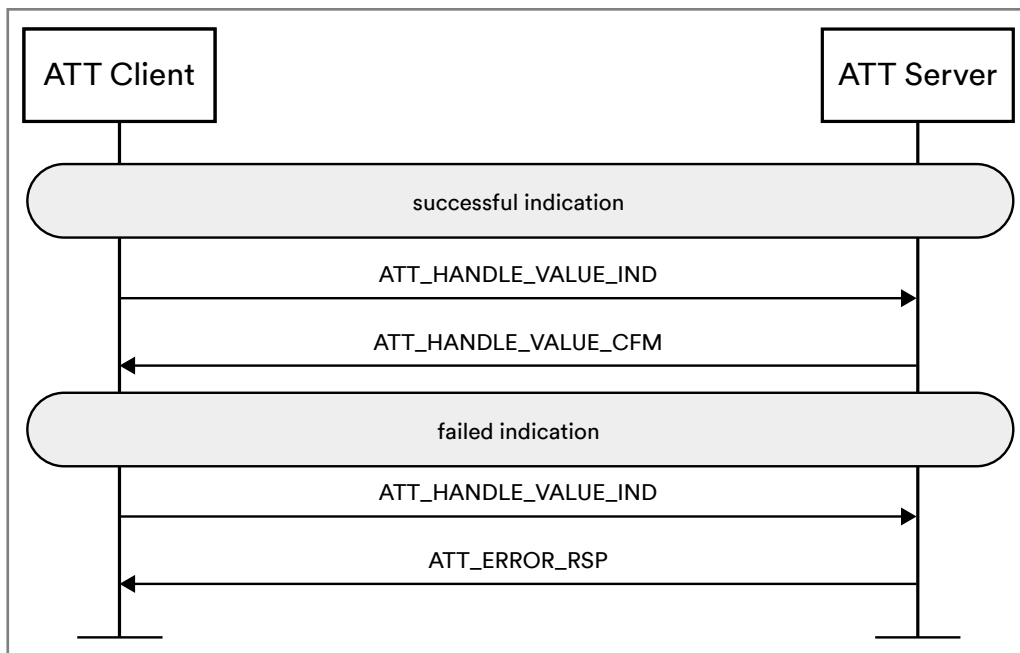 ATT Client
ATT Server
successful indication
ATT_HANDLE_VALUE_IND
ATT_HANDLE_VALUE_CFM
failed indication
ATT_HANDLE_VALUE_IND
ATT_ERROR_RSP